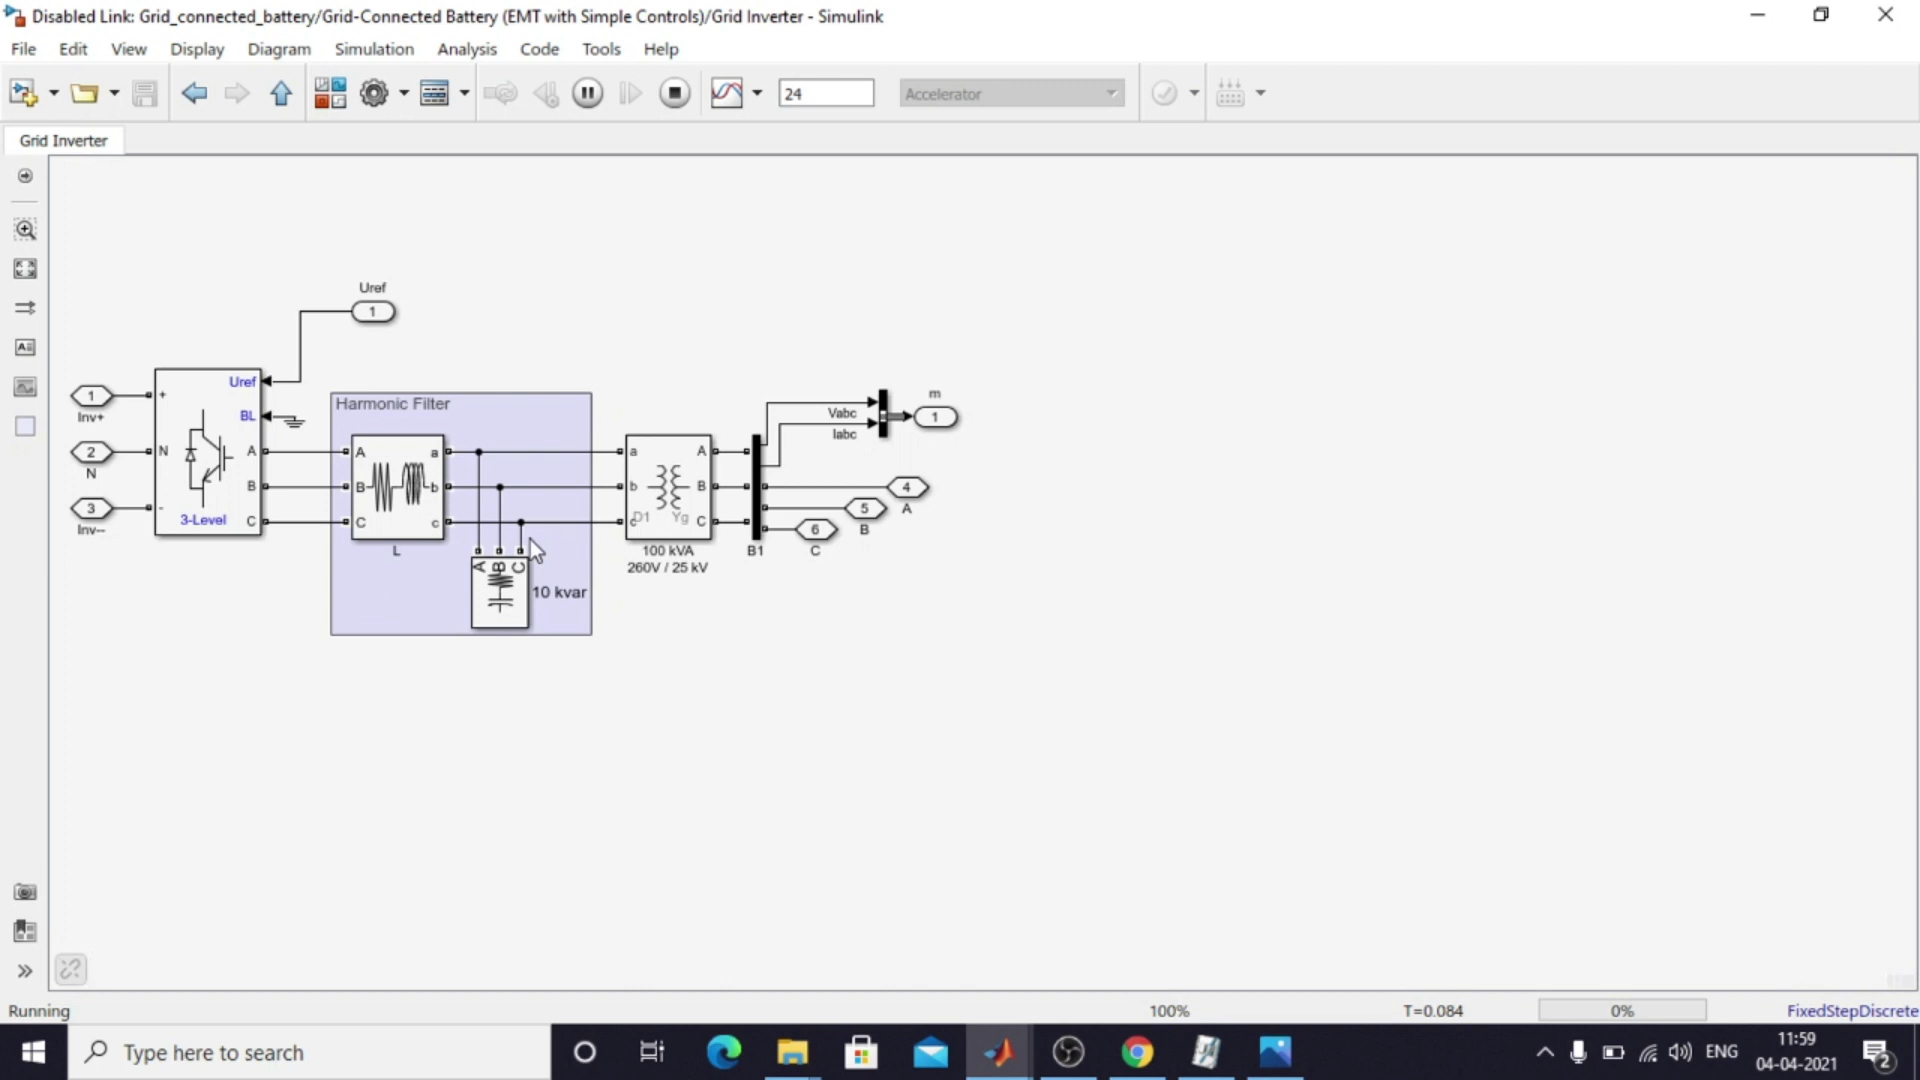 Disabled Link: Grid_connected_battery/Grid-Connected Battery (EMT with Simple Controls)/Grid Inverter - Simulink
File Edit View Display Diagram Simulation Analysis Code Tools Help
24 Accelerator
Grid Inverter
Uref
1
Uref
1 +
Inv+
BL
2 N A
N
B
3 -
Inv--
3-Level C
Harmonic Filter
A a
B b
C c
L
A B C
10 kvar
a A
b B
c D1 Yg C
100 kVA
260V / 25 kV
B1
Vabc
Iabc
m
1
4
A
5
B
6
C
Running 100% T=0.084 0% FixedStepDiscrete
Type here to search
ENG
11:59
04-04-2021
2